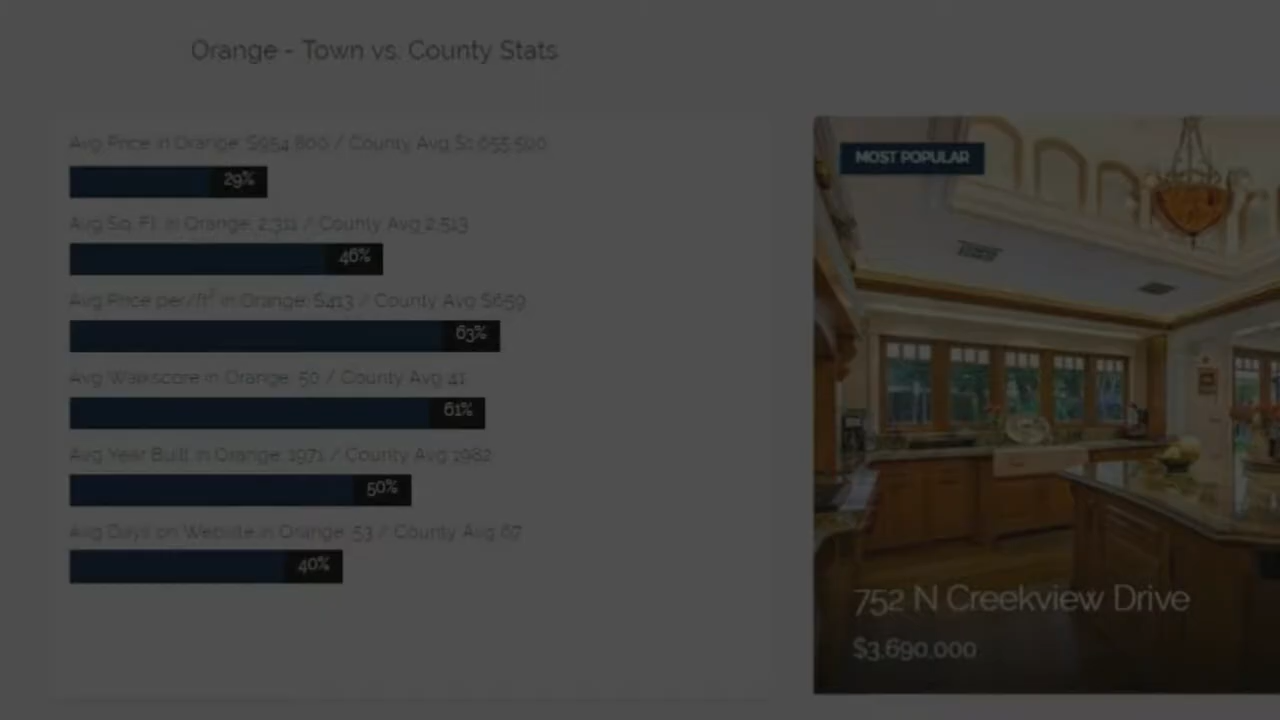 Orange - Town vs. County Stats
Avg Price in Orange: $954,800 / County Avg
29%
Avg Sq. Ft. in Orange: 2,311 / County Avg 2,513
46%
Avg Price per/ft² in Orange: $413 / County Avg $659
63%
Avg Walkscore in Orange: 50 / County Avg 41
61%
Avg Year Built in Orange: 1971 / County Avg 1982
50%
Avg Days on Website in Orange: 53 / County Avg 67
40%
MOST POPULAR
752 N Creekview Drive
$3,690,000